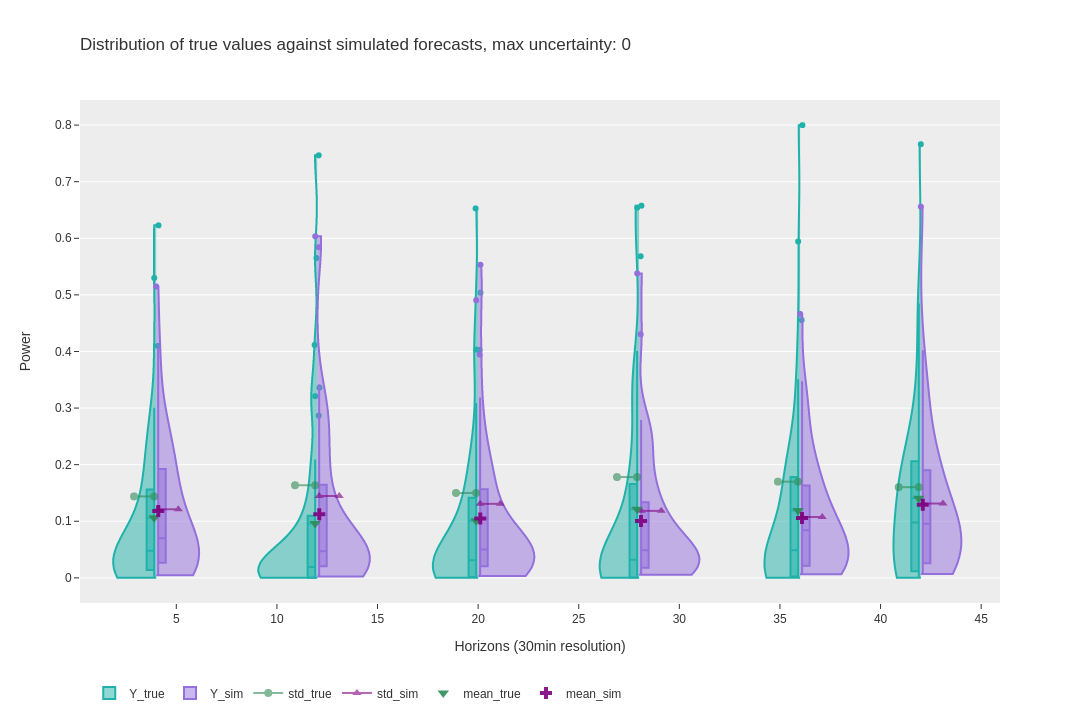 Distribution of true values against simulated forecasts, max uncertainty: 0
0.8
0.7
0.6
0.5
0.4
0.3
0.2
0.1
0
Power
5 10 15 20 25 30 35 40 45
Horizons (30min resolution)
Y_true Y_sim std_true std_sim mean_true mean_sim